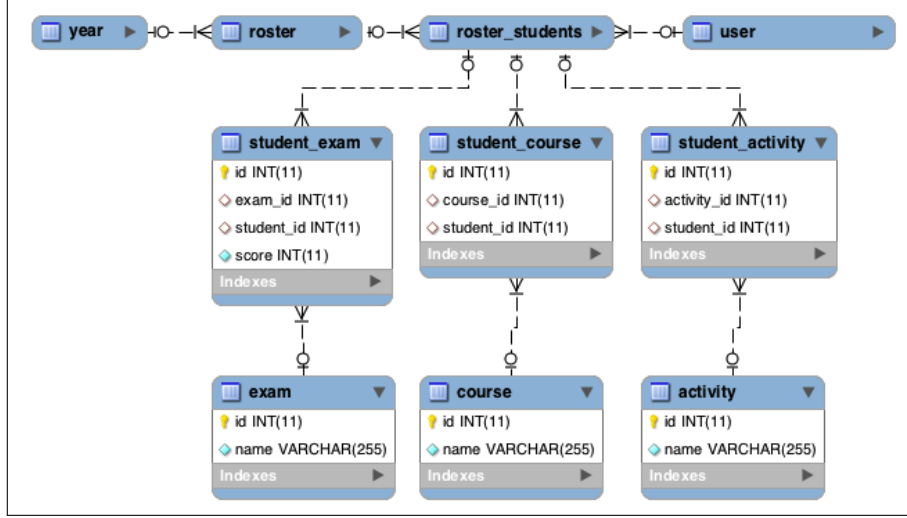 year
roster
roster_students
user
student_exam
id INT(11)
exam_id INT(11)
student_id INT(11)
score INT(11)
Indexes
student_course
id INT(11)
course_id INT(11)
student_id INT(11)
Indexes
student_activity
id INT(11)
activity_id INT(11)
student_id INT(11)
Indexes
exam
id INT(11)
name VARCHAR(255)
Indexes
course
id INT(11)
name VARCHAR(255)
Indexes
activity
id INT(11)
name VARCHAR(255)
Indexes